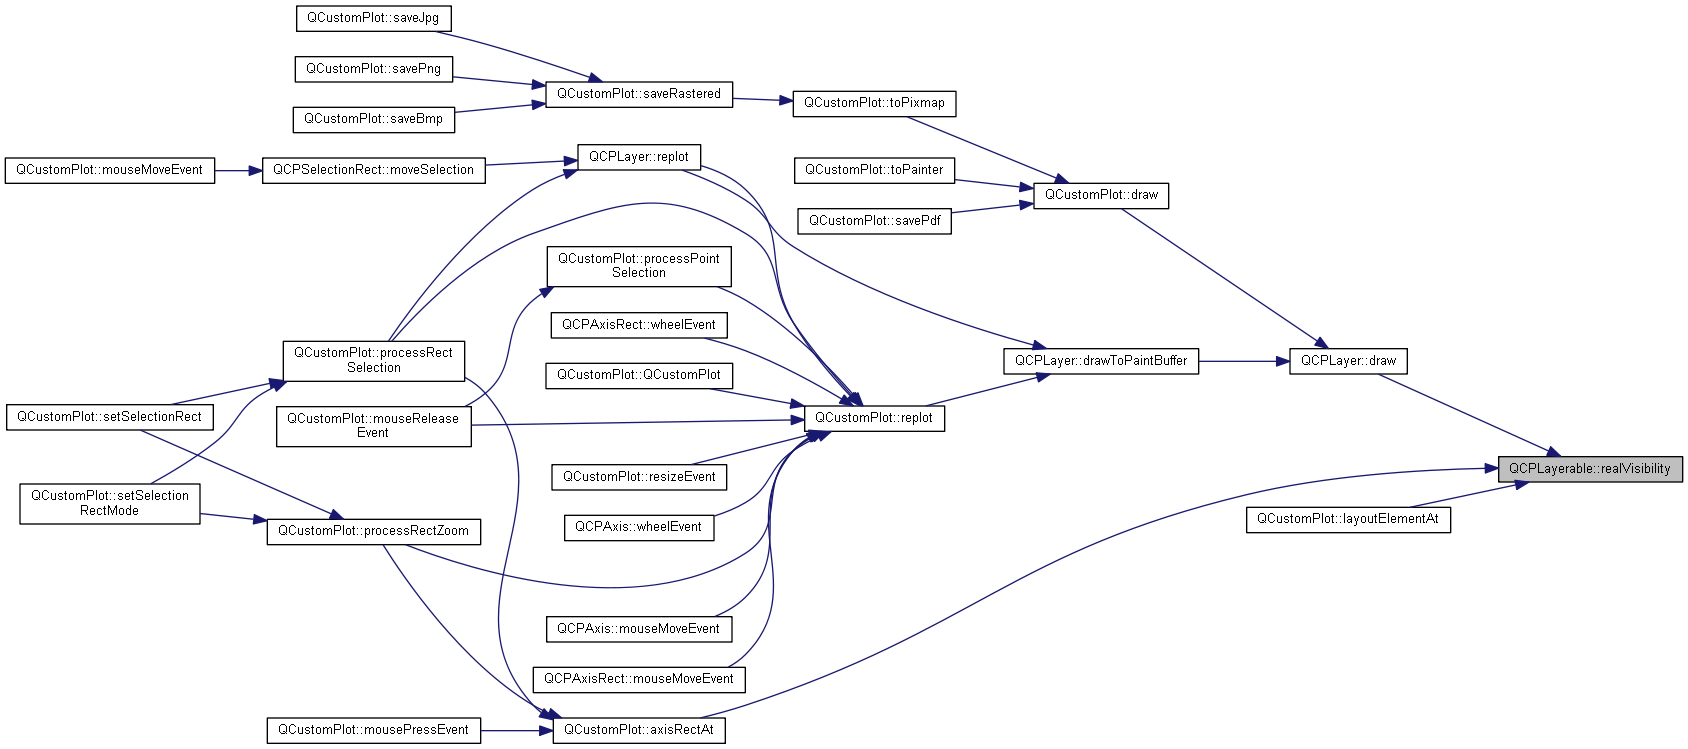 QCustomPlot::saveJpg
QCustomPlot::savePng
QCustomPlot::saveRastered
QCustomPlot::toPixmap
QCustomPlot::saveBmp
QCPLayer::replot
QCustomPlot::mouseMoveEvent
QCPSelectionRect::moveSelection
QCustomPlot::toPainter
QCustomPlot::draw
QCustomPlot::savePdf
QCustomPlot::processPoint
Selection
QCPAxisRect::wheelEvent
QCustomPlot::processRect
Selection
QCPLayer::drawToPaintBuffer
QCPLayer::draw
QCustomPlot::QCustomPlot
QCustomPlot::setSelectionRect
QCustomPlot::mouseRelease
Event
QCustomPlot::replot
QCustomPlot::resizeEvent
QCPLayerable::realVisibility
QCustomPlot::setSelection
RectMode
QCPAxis::wheelEvent
QCustomPlot::layoutElementAt
QCustomPlot::processRectZoom
QCPAxis::mouseMoveEvent
QCPAxisRect::mouseMoveEvent
QCustomPlot::mousePressEvent
QCustomPlot::axisRectAt